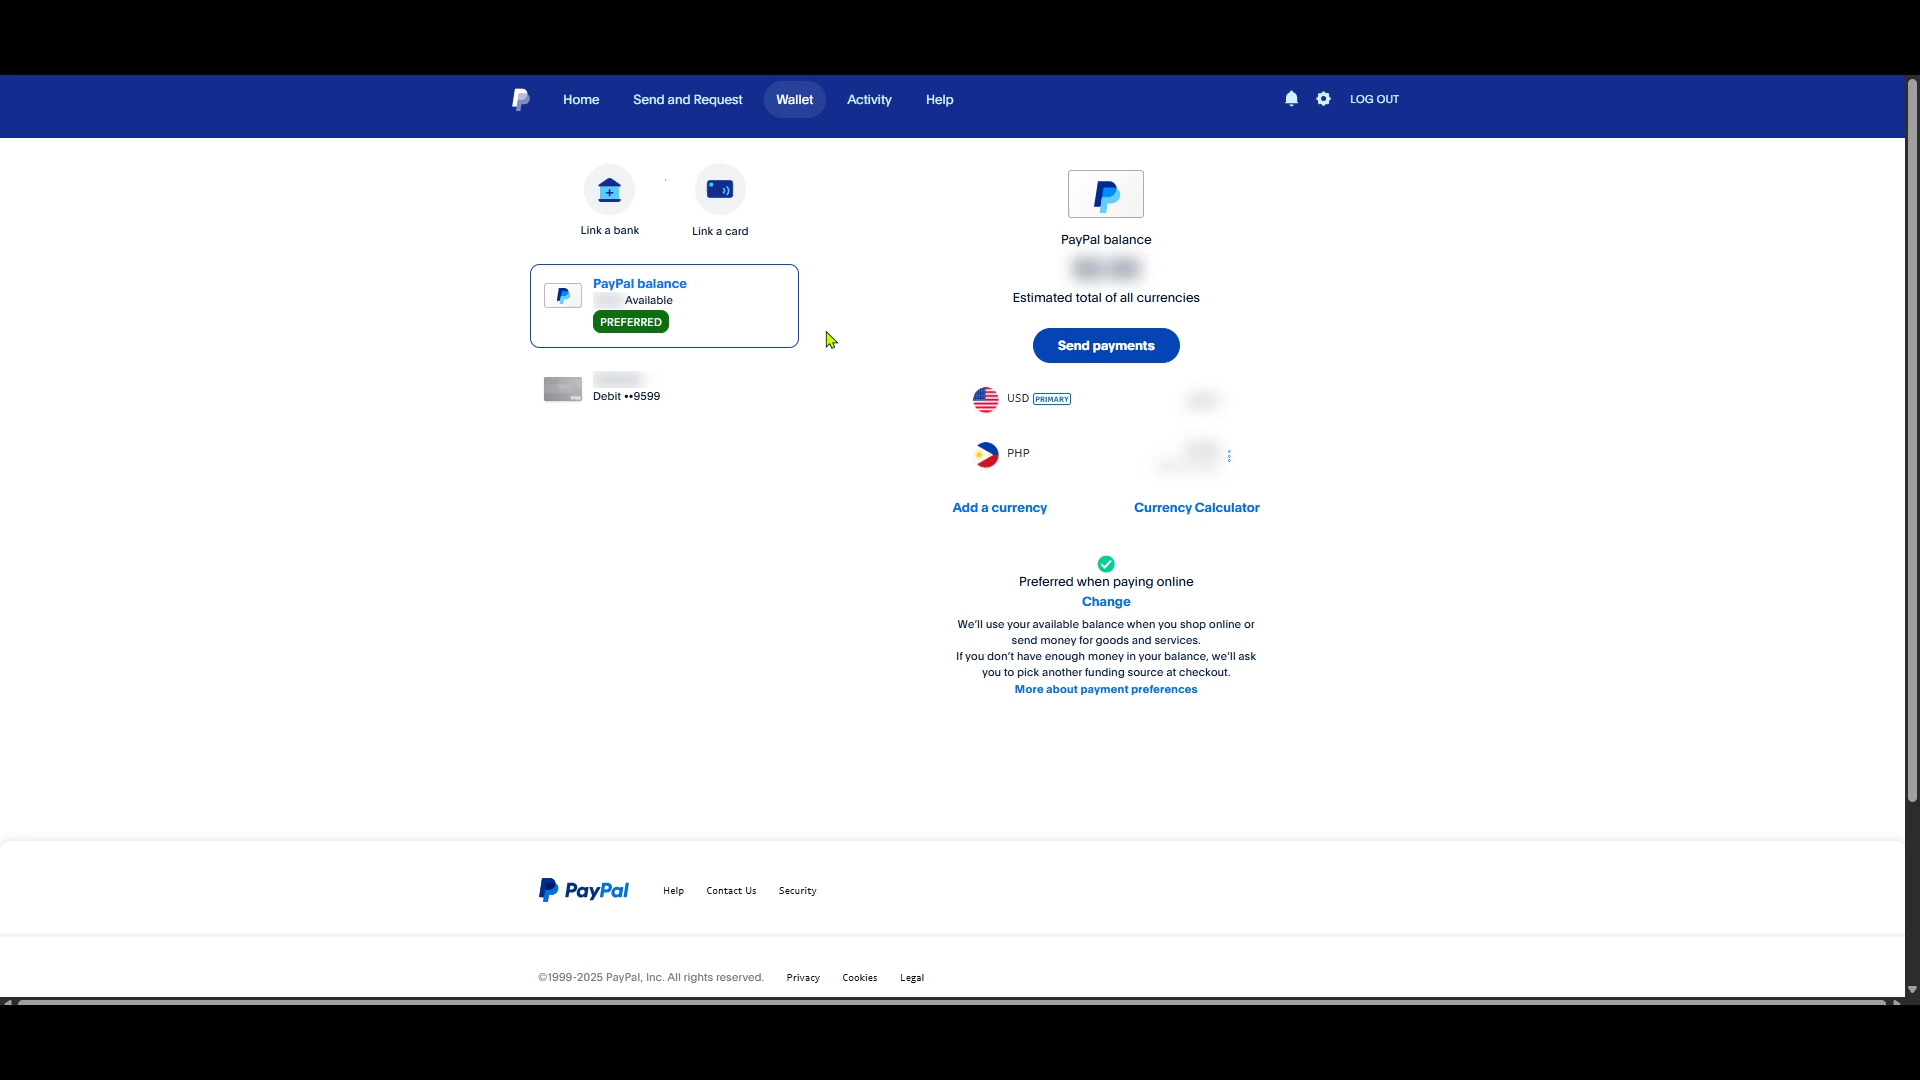 Home Send and Request Wallet Activity Help LOG OUT
Link a bank Link a card
PayPal balance
Available
PREFERRED
Debit ••9599
PayPal balance
Estimated total of all currencies
Send payments
USD PRIMARY
PHP
Add a currency Currency Calculator
Preferred when paying online
Change
We'll use your available balance when you shop online or
send money for goods and services.
If you don't have enough money in your balance, we'll ask
you to pick another funding source at checkout.
More about payment preferences
PayPal Help Contact Us Security
©1999-2025 PayPal, Inc. All rights reserved. Privacy Cookies Legal